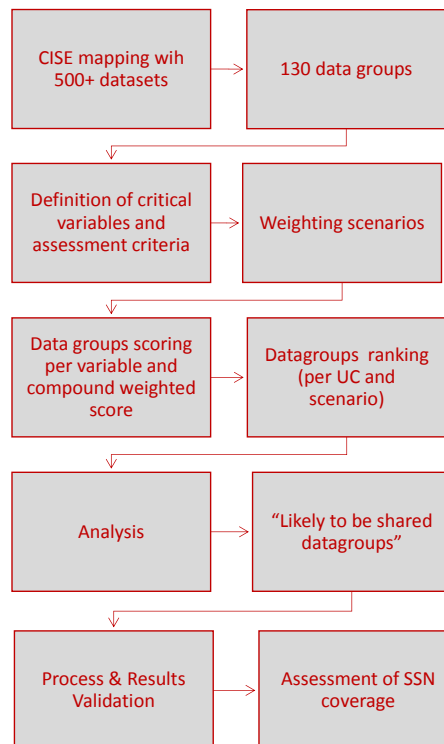 CISE mapping wih
500+ datasets
130 data groups
Definition of critical
variables and
assessment criteria
Weighting scenarios
Data groups scoring
per variable and
compound weighted
score
Datagroups ranking
(per UC and
scenario)
Analysis
“Likely to be shared
datagroups”
Process & Results
Validation
Assessment of SSN
coverage